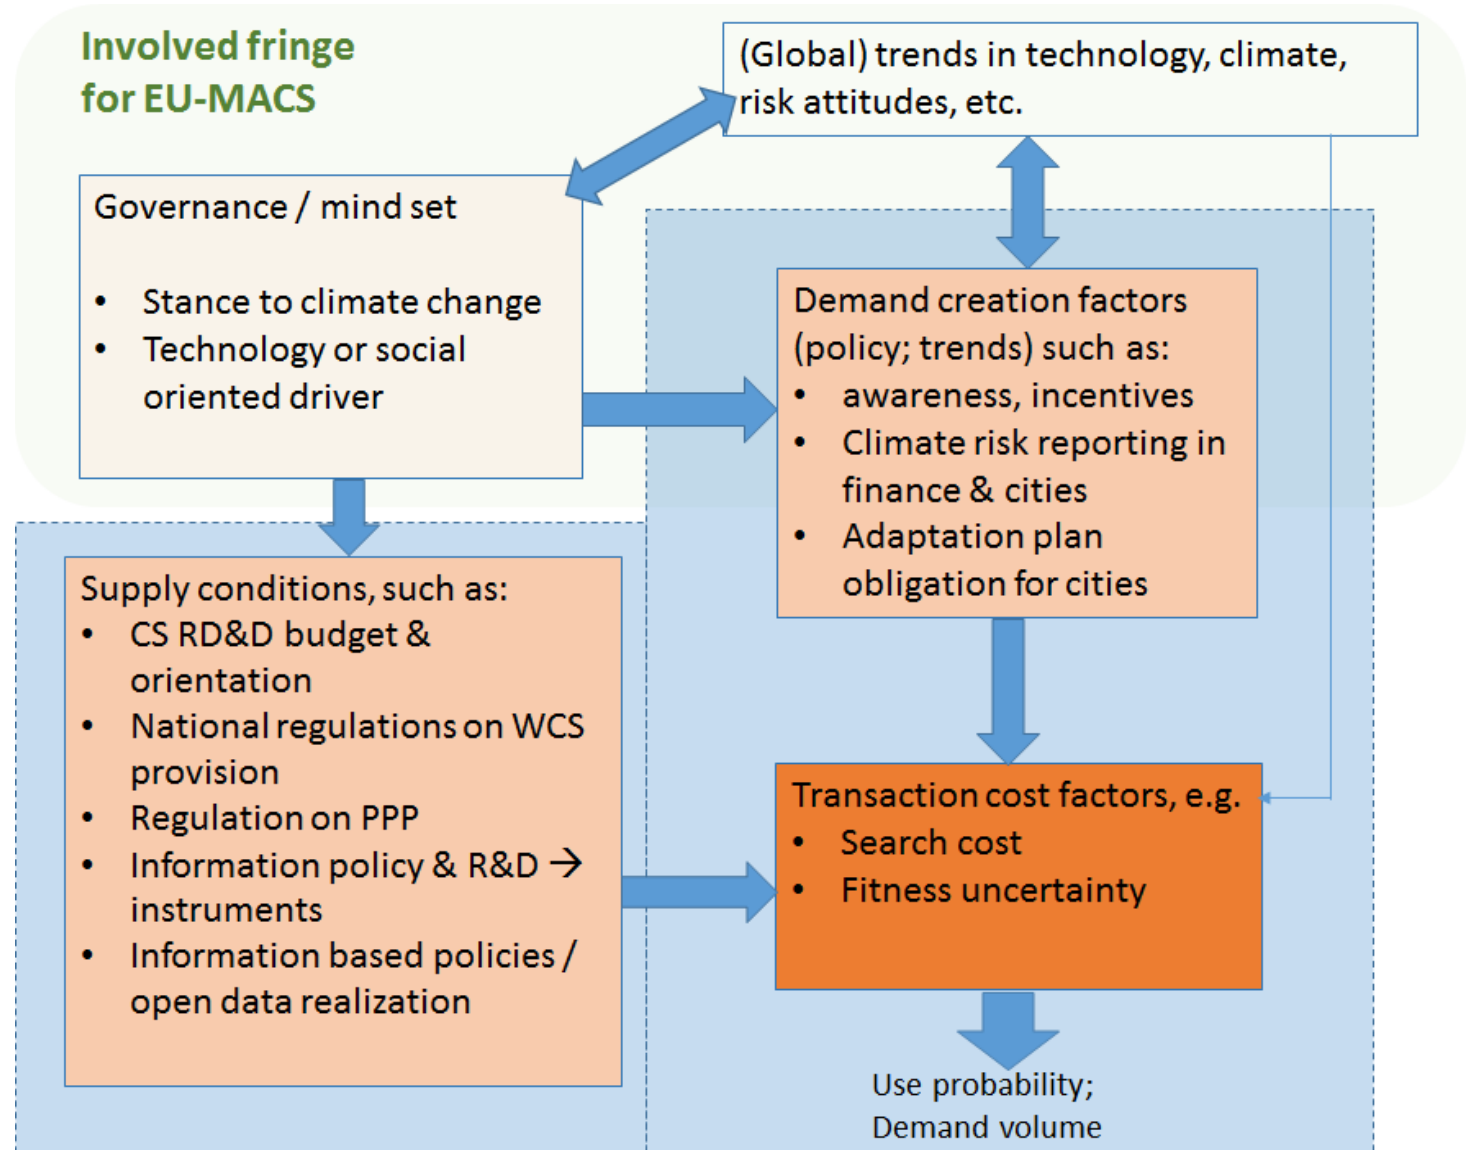 Involved fringe
for EU-MACS
(Global) trends in technology, climate,
risk attitudes, etc.
Governance / mind set
• Stance to climate change
• Technology or social
oriented driver
Demand creation factors
(policy; trends) such as:
• awareness, incentives
• Climate risk reporting in
finance & cities
• Adaptation plan
obligation for cities
Supply conditions, such as:
• CS RD&D budget &
orientation
• National regulations on WCS
provision
• Regulation on PPP
• Information policy & R&D →
instruments
• Information based policies /
open data realization
Transaction cost factors, e.g.
• Search cost
• Fitness uncertainty
Use probability;
Demand volume